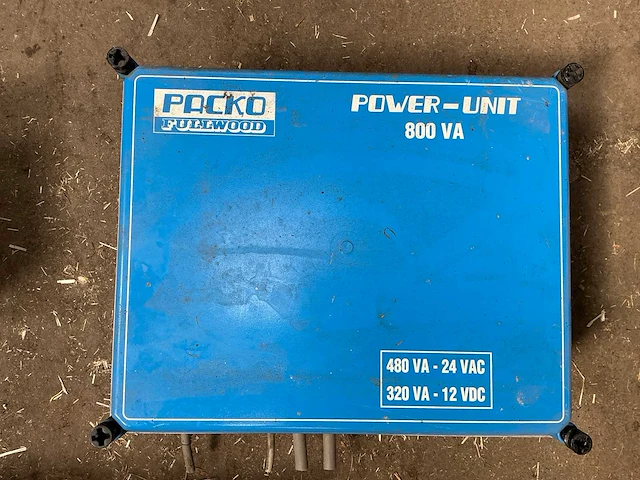 PACKO
FULLWOOD
POWER-UNIT
800 VA
480 VA - 24 VAC
320 VA - 12 VDC